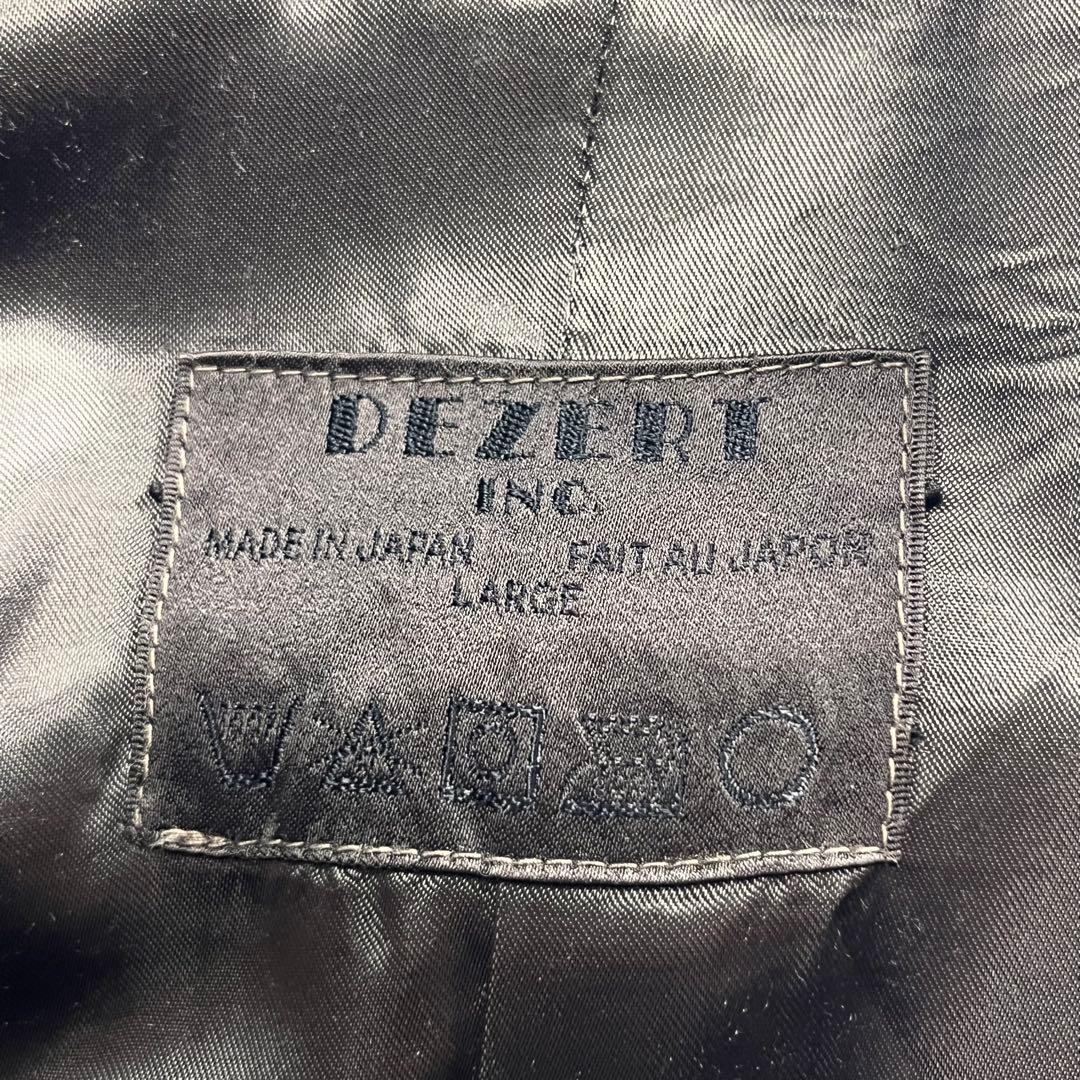 DEZERT
INC.
MADE IN JAPAN FAIT AU JAPON
LARGE